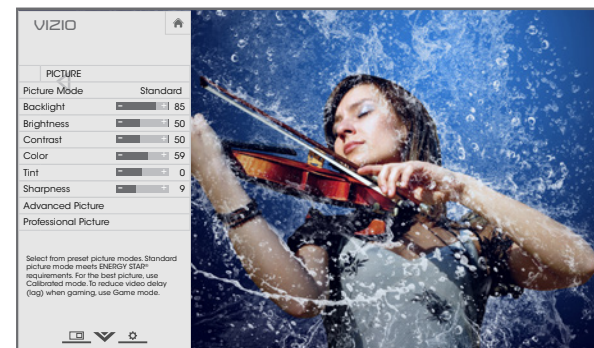 VIZIO
PICTURE
Picture Mode Standard
Backlight 85
Brightness 50
Contrast 50
Color 59
Tint 0
Sharpness 9
Advanced Picture
Professional Picture
Select from preset picture modes. Standard
picture mode meets ENERGY STAR®
requirements. For the best picture, use
Calibrated mode. To reduce video delay
(lag) when gaming, use Game mode.